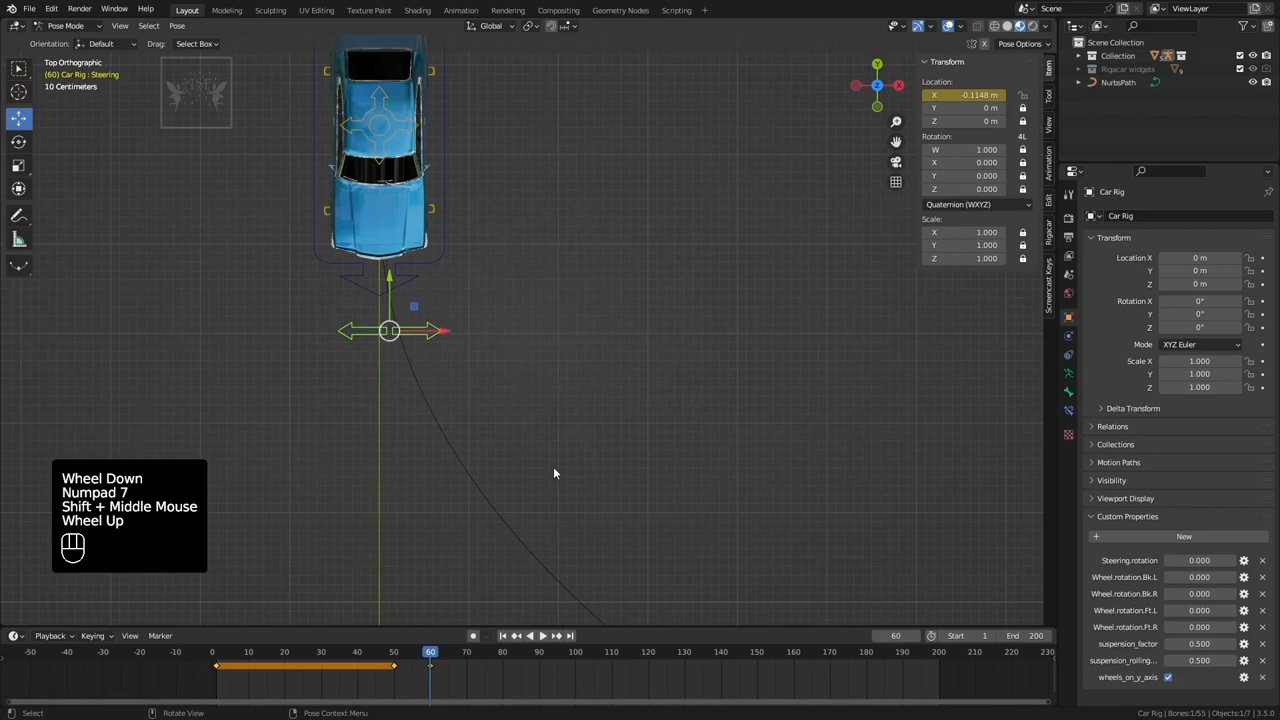 File Edit Render Window Help Layout Modeling Sculpting UV Editing Texture Paint Shading Animation Rendering Compositing Geometry Nodes Scripting + Scene ViewLayer
Pose Mode View Select Pose Global
Orientation: Default Drag: Select Box X Pose Options
Top Orthographic
(60) Car Rig : Steering
10 Centimeters
Y
X
Z
Transform
Location:
X -0.1148 m
Y 0 m
Z 0 m
Rotation: 4L
W 1.000
X 0.000
Y 0.000
Z 0.000
Quaternion (WXYZ)
Scale:
X 1.000
Y 1.000
Z 1.000
Item
Tool
View
Animation
Edit
Rigacar
Screencast Keys
Scene Collection
Collection
Rigacar widgets
NurbsPath
Car Rig
Car Rig
Transform
Location X 0 m
Y 0 m
Z 0 m
Rotation X 0°
Y 0°
Z 0°
Mode XYZ Euler
Scale X 1.000
Y 1.000
Z 1.000
Delta Transform
Relations
Collections
Motion Paths
Visibility
Viewport Display
Custom Properties
New
Steering.rotation 0.000
Wheel.rotation.Bk.L 0.000
Wheel.rotation.Bk.R 0.000
Wheel.rotation.Ft.L 0.000
Wheel.rotation.Ft.R 0.000
suspension_factor 0.500
suspension_rolling... 0.500
wheels_on_y_axis
Wheel Down
Numpad 7
Shift + Middle Mouse
Wheel Up
Playback Keying View Marker 60 Start 1 End 200
-50 -40 -30 -20 -10 0 10 20 30 40 50 60 70 80 90 100 110 120 130 140 150 160 170 180 190 200 210 220 230
Select Rotate View Pose Context Menu Car Rig | Bones:1/55 | Objects:1/7 | 3.5.0